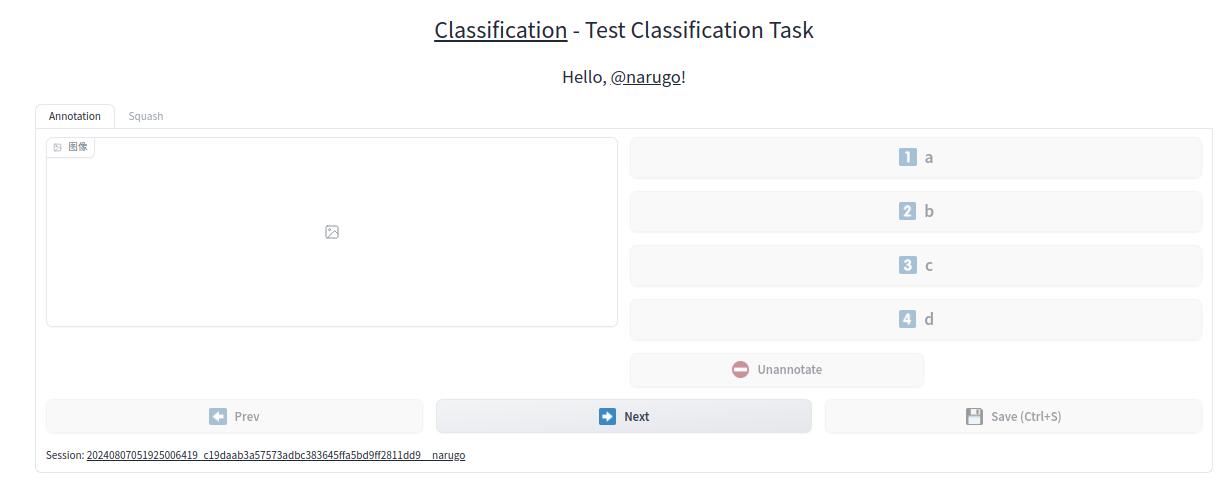 Classification - Test Classification Task
Hello, @narugo!
Annotation Squash
图像
1 a
2 b
3 c
4 d
Unannotate
Prev Next Save (Ctrl+S)
Session: 20240807051925006419_c19daab3a57573adbc383645ffa5bd9ff2811dd9__narugo